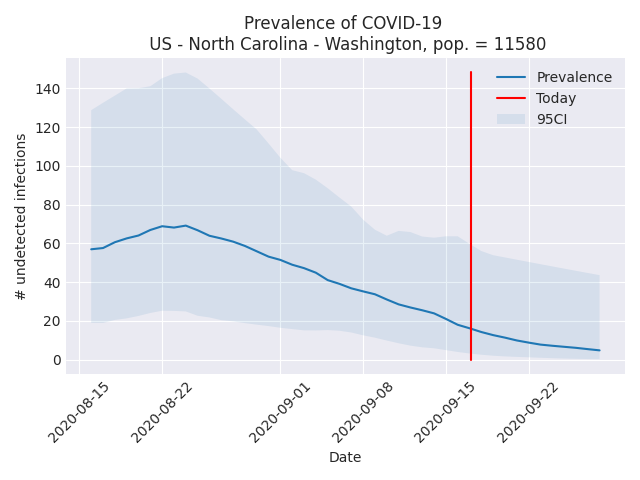 Prevalence of COVID-19
US - North Carolina - Washington, pop. = 11580
Prevalence
Today
95CI
# undetected infections
140
120
100
80
60
40
20
0
2020-08-15
2020-08-22
2020-09-01
2020-09-08
2020-09-15
2020-09-22
Date